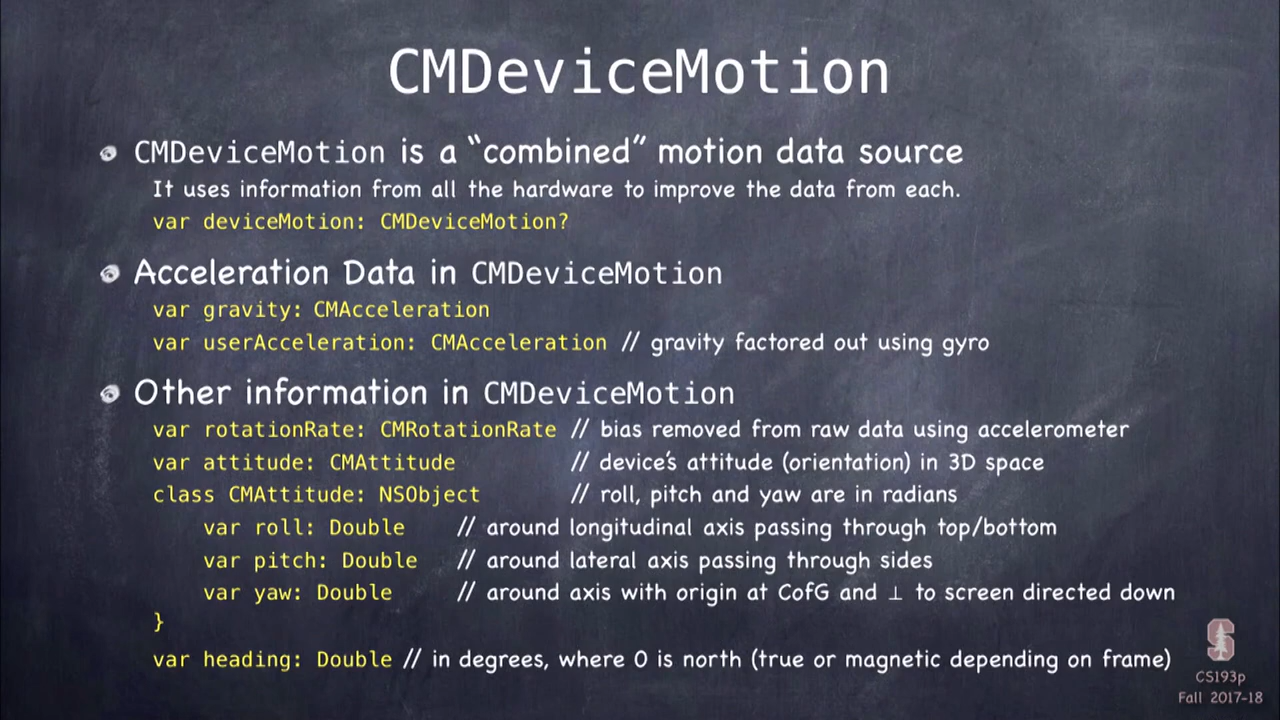 CMDeviceMotion
CMDeviceMotion is a “combined” motion data source
It uses information from all the hardware to improve the data from each.
var deviceMotion: CMDeviceMotion?
Acceleration Data in CMDeviceMotion
var gravity: CMAcceleration
var userAcceleration: CMAcceleration // gravity factored out using gyro
Other information in CMDeviceMotion
var rotationRate: CMRotationRate // bias removed from raw data using accelerometer
var attitude: CMAttitude // device’s attitude (orientation) in 3D space
class CMAttitude: NSObject // roll, pitch and yaw are in radians
var roll: Double // around longitudinal axis passing through top/bottom
var pitch: Double // around lateral axis passing through sides
var yaw: Double // around axis with origin at CofG and ⊥ to screen directed down
}
var heading: Double // in degrees, where 0 is north (true or magnetic depending on frame)
S
CS193p
Fall 2017-18